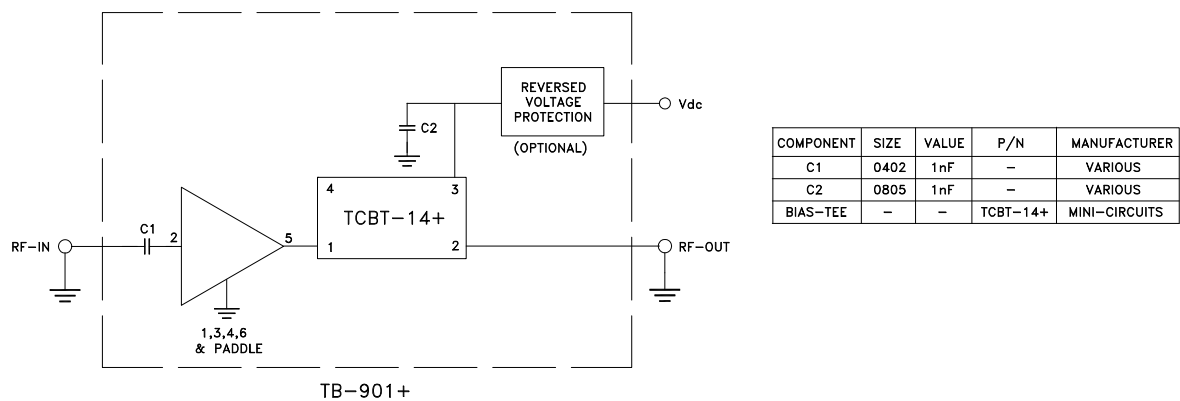 REVERSED
VOLTAGE
PROTECTION
(OPTIONAL)
Vdc
C2
4
3
TCBT-14+
1
2
RF-IN
C1
2
5
RF-OUT
1,3,4,6
& PADDLE
TB-901+
COMPONENT SIZE VALUE P/N MANUFACTURER
C1 0402 1nF - VARIOUS
C2 0805 1nF - VARIOUS
BIAS-TEE - - TCBT-14+ MINI-CIRCUITS